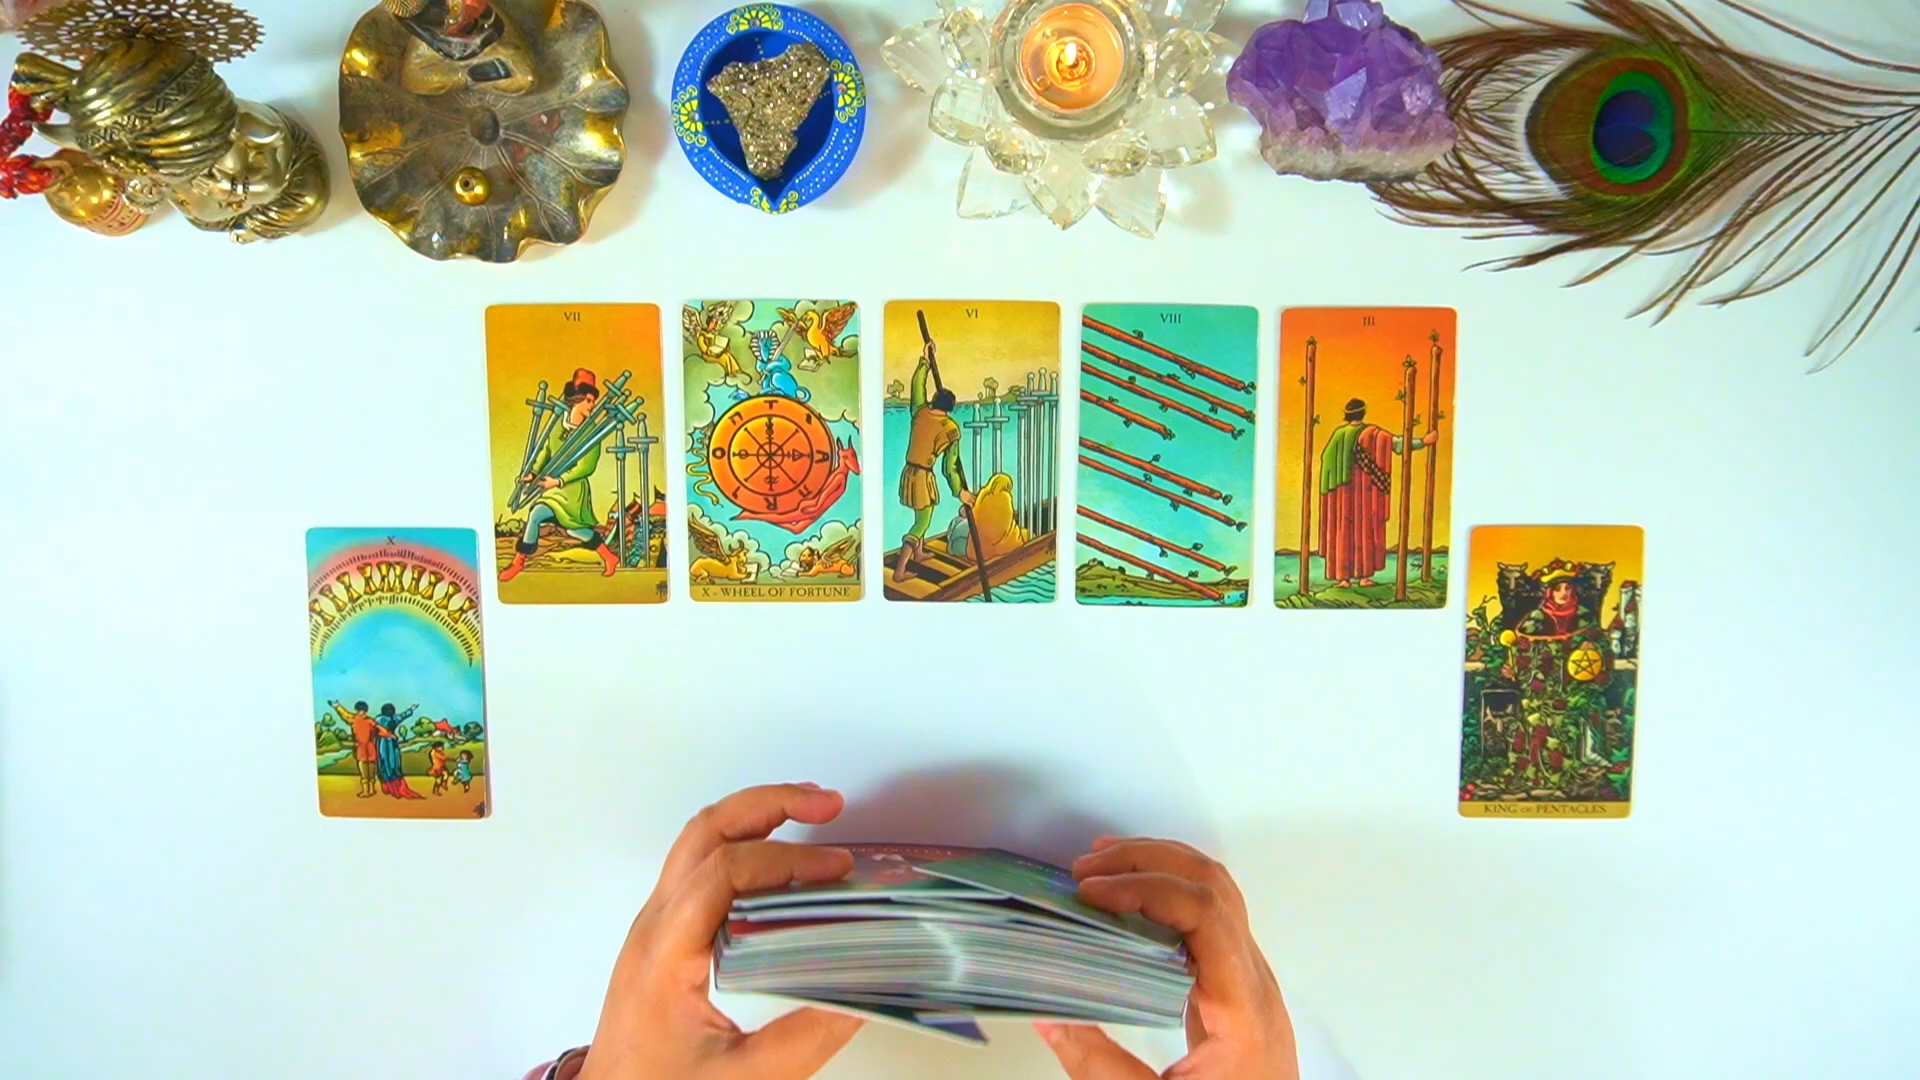 VII
X - WHEEL OF FORTUNE
VI
VIII
III
X
KING OF PENTACLES